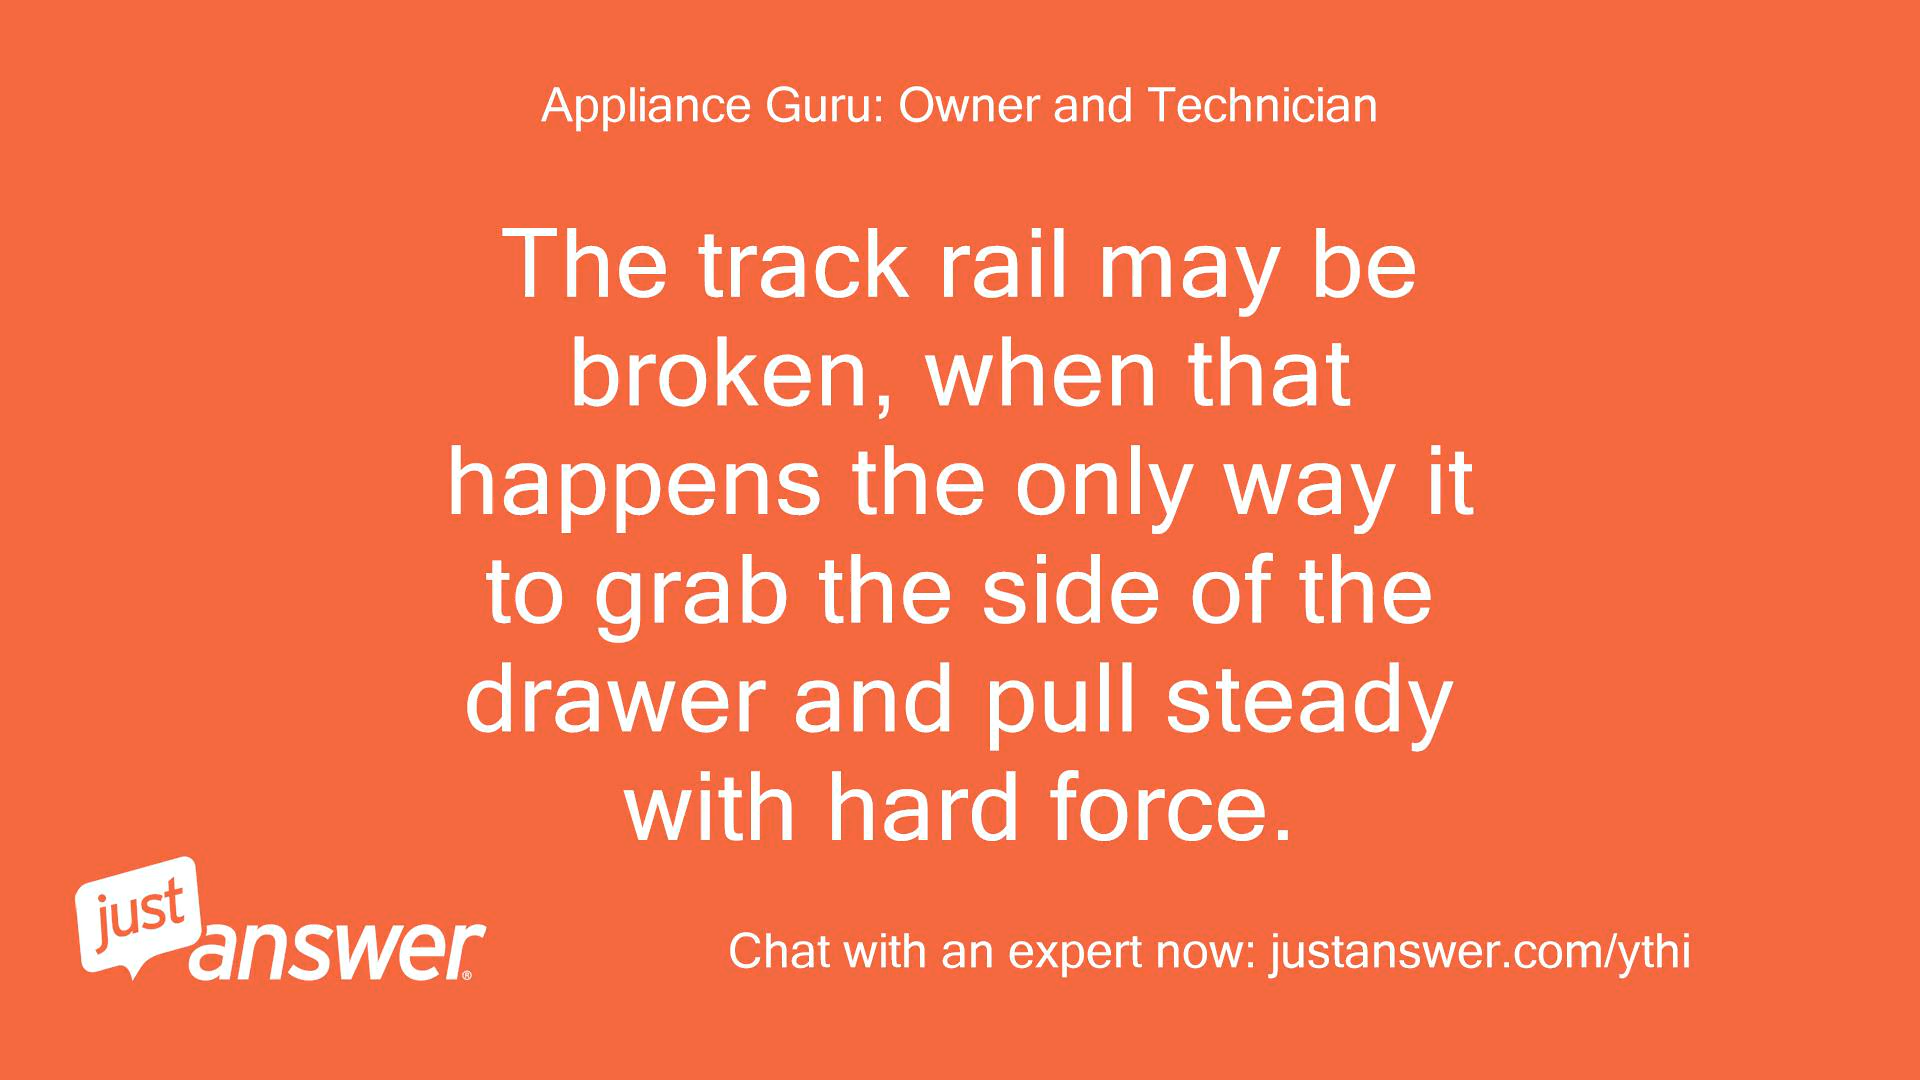 Appliance Guru: Owner and Technician
The track rail may be
broken, when that
happens the only way it
to grab the side of the
drawer and pull steady
with hard force.
just
answer®
Chat with an expert now: justanswer.com/ythi